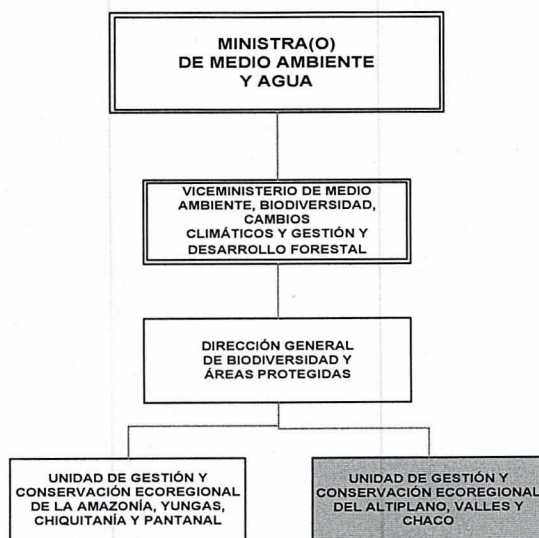 MINISTRA(O)
DE MEDIO AMBIENTE
Y AGUA
VICEMINISTERIO DE MEDIO
AMBIENTE, BIODIVERSIDAD,
CAMBIOS
CLIMÁTICOS Y GESTIÓN Y
DESARROLLO FORESTAL
DIRECCIÓN GENERAL
DE BIODIVERSIDAD Y
ÁREAS PROTEGIDAS
UNIDAD DE GESTIÓN Y
CONSERVACIÓN ECOREGIONAL
DE LA AMAZONÍA, YUNGAS,
CHIQUITANÍA Y PANTANAL
UNIDAD DE GESTIÓN Y
CONSERVACIÓN ECOREGIONAL
DEL ALTIPLANO, VALLES Y
CHACO